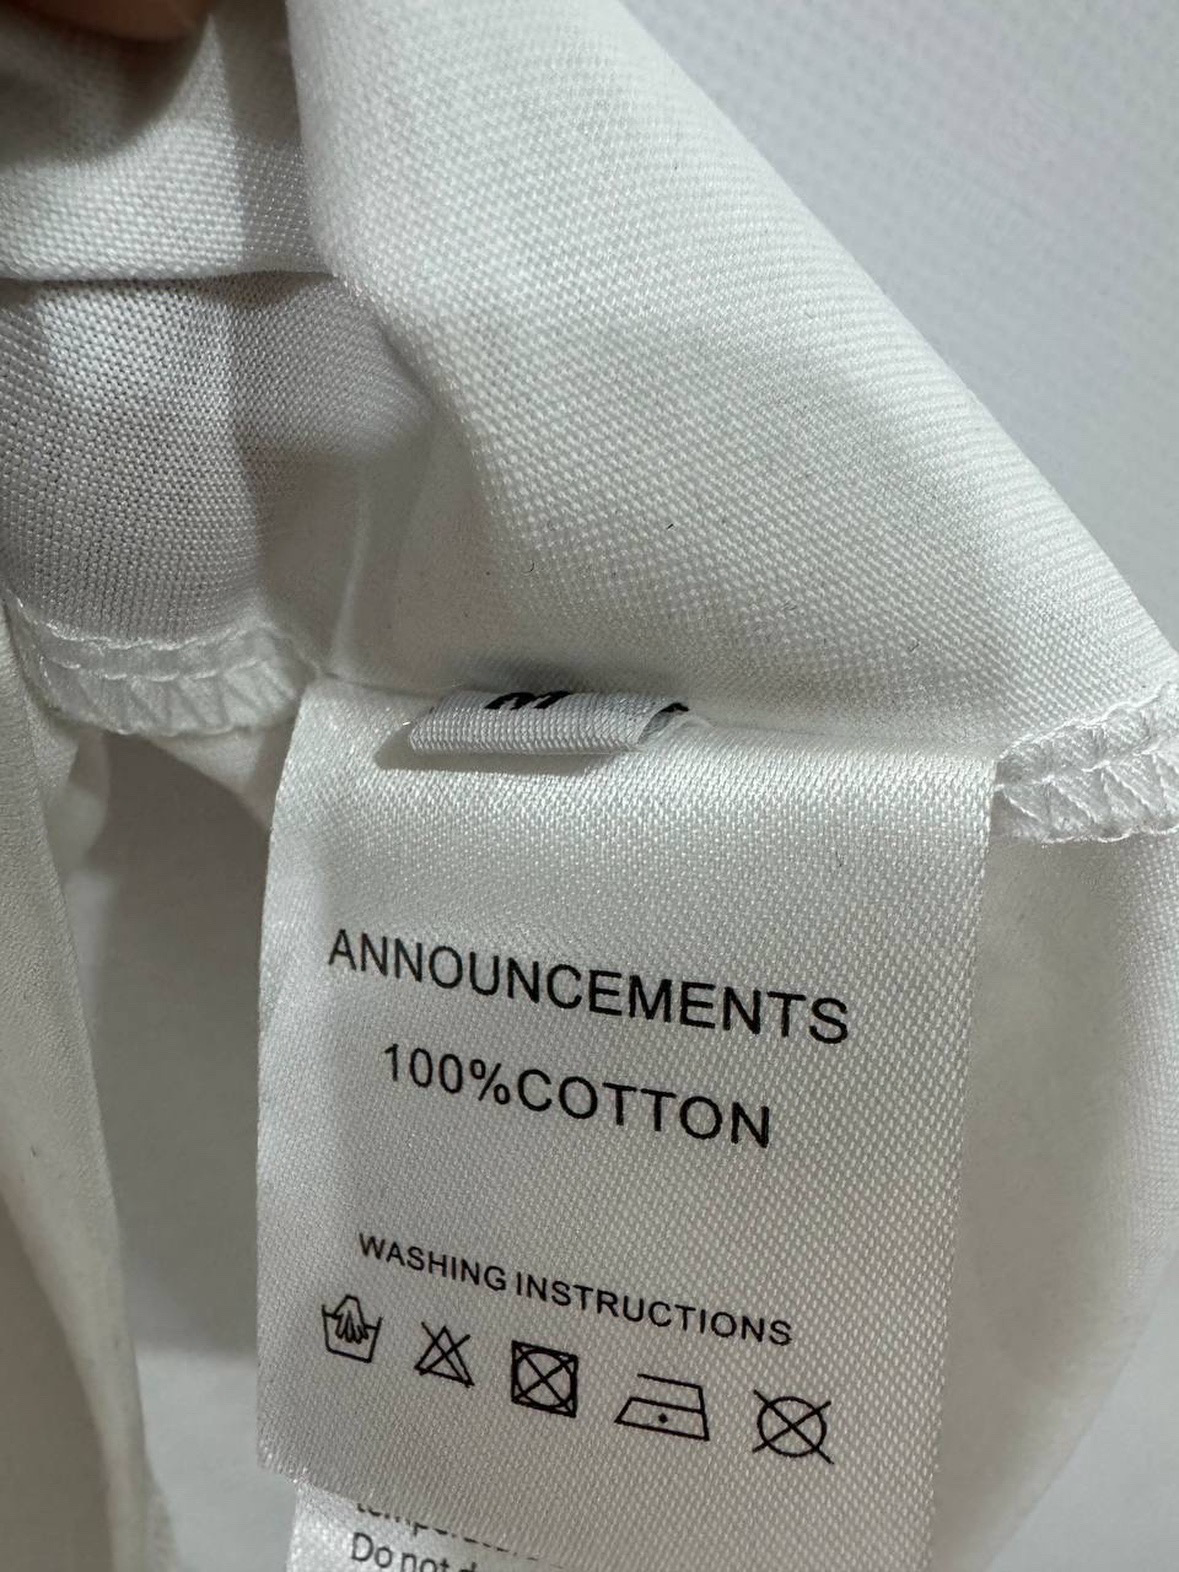 M
ANNOUNCEMENTS
100%COTTON
WASHING INSTRUCTIONS
Do not